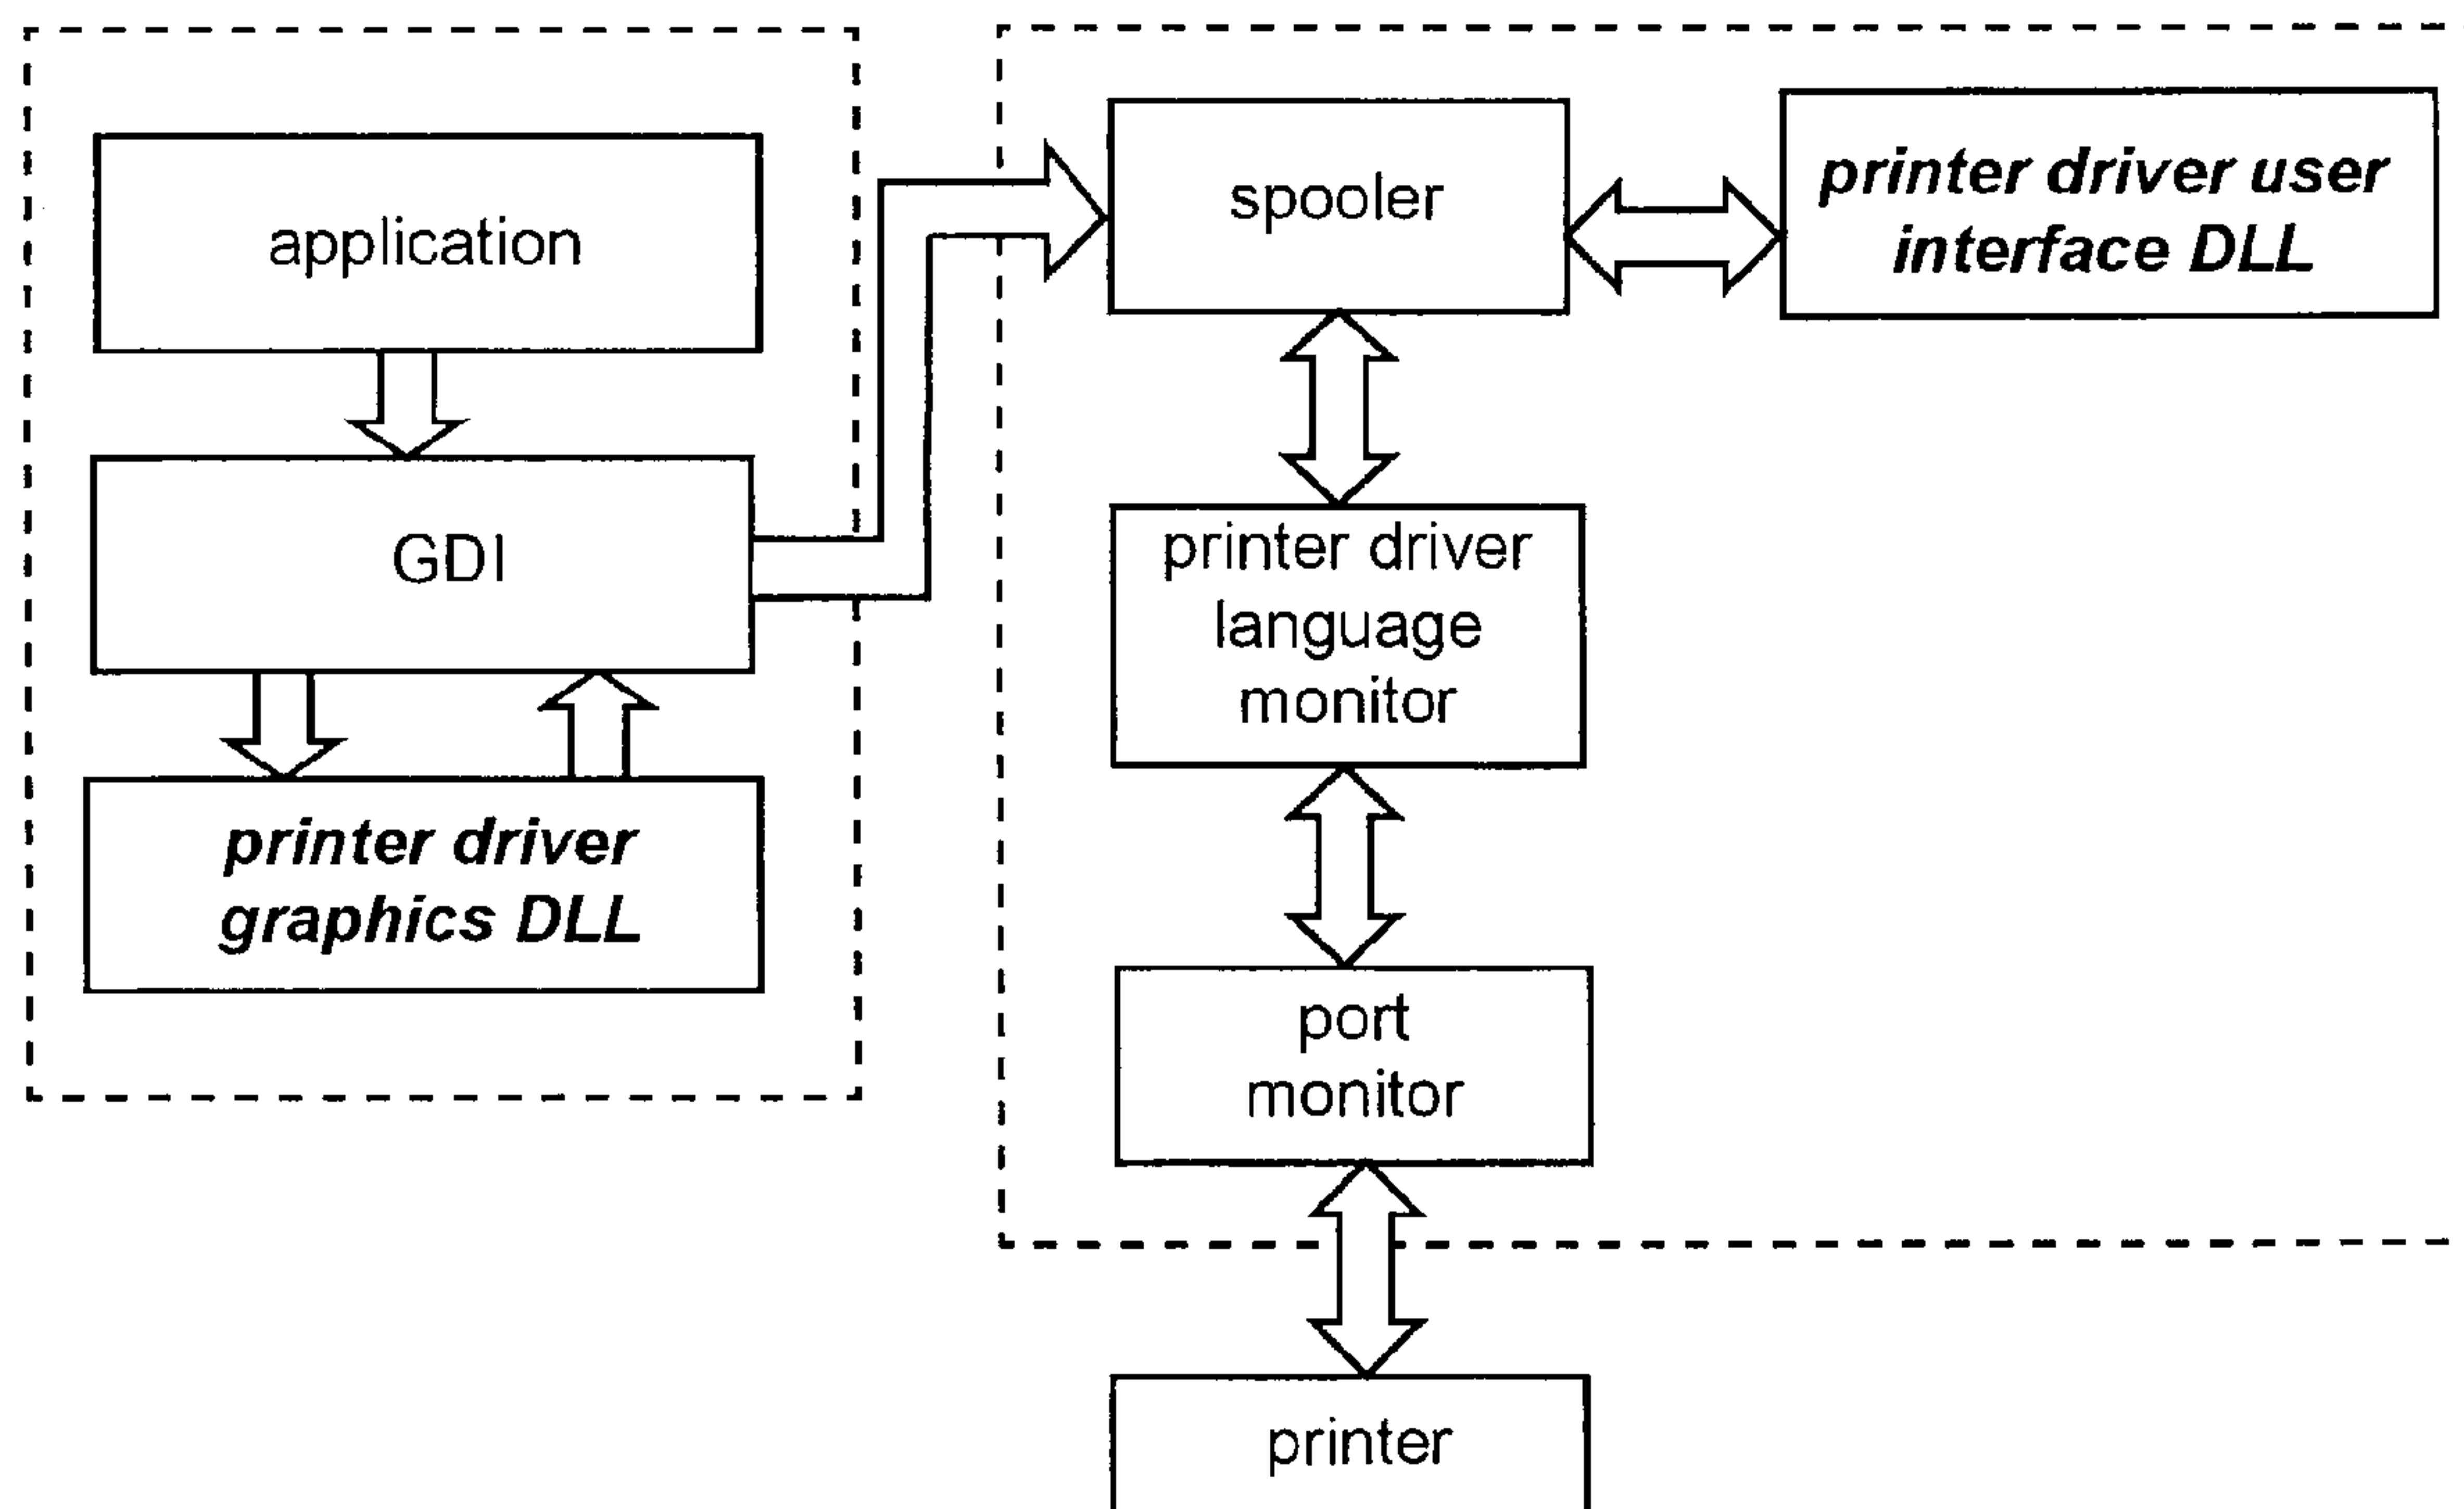 application
GDI
printer driver
graphics DLL
spooler
printer driver user
interface DLL
printer driver
language
monitor
port
monitor
printer